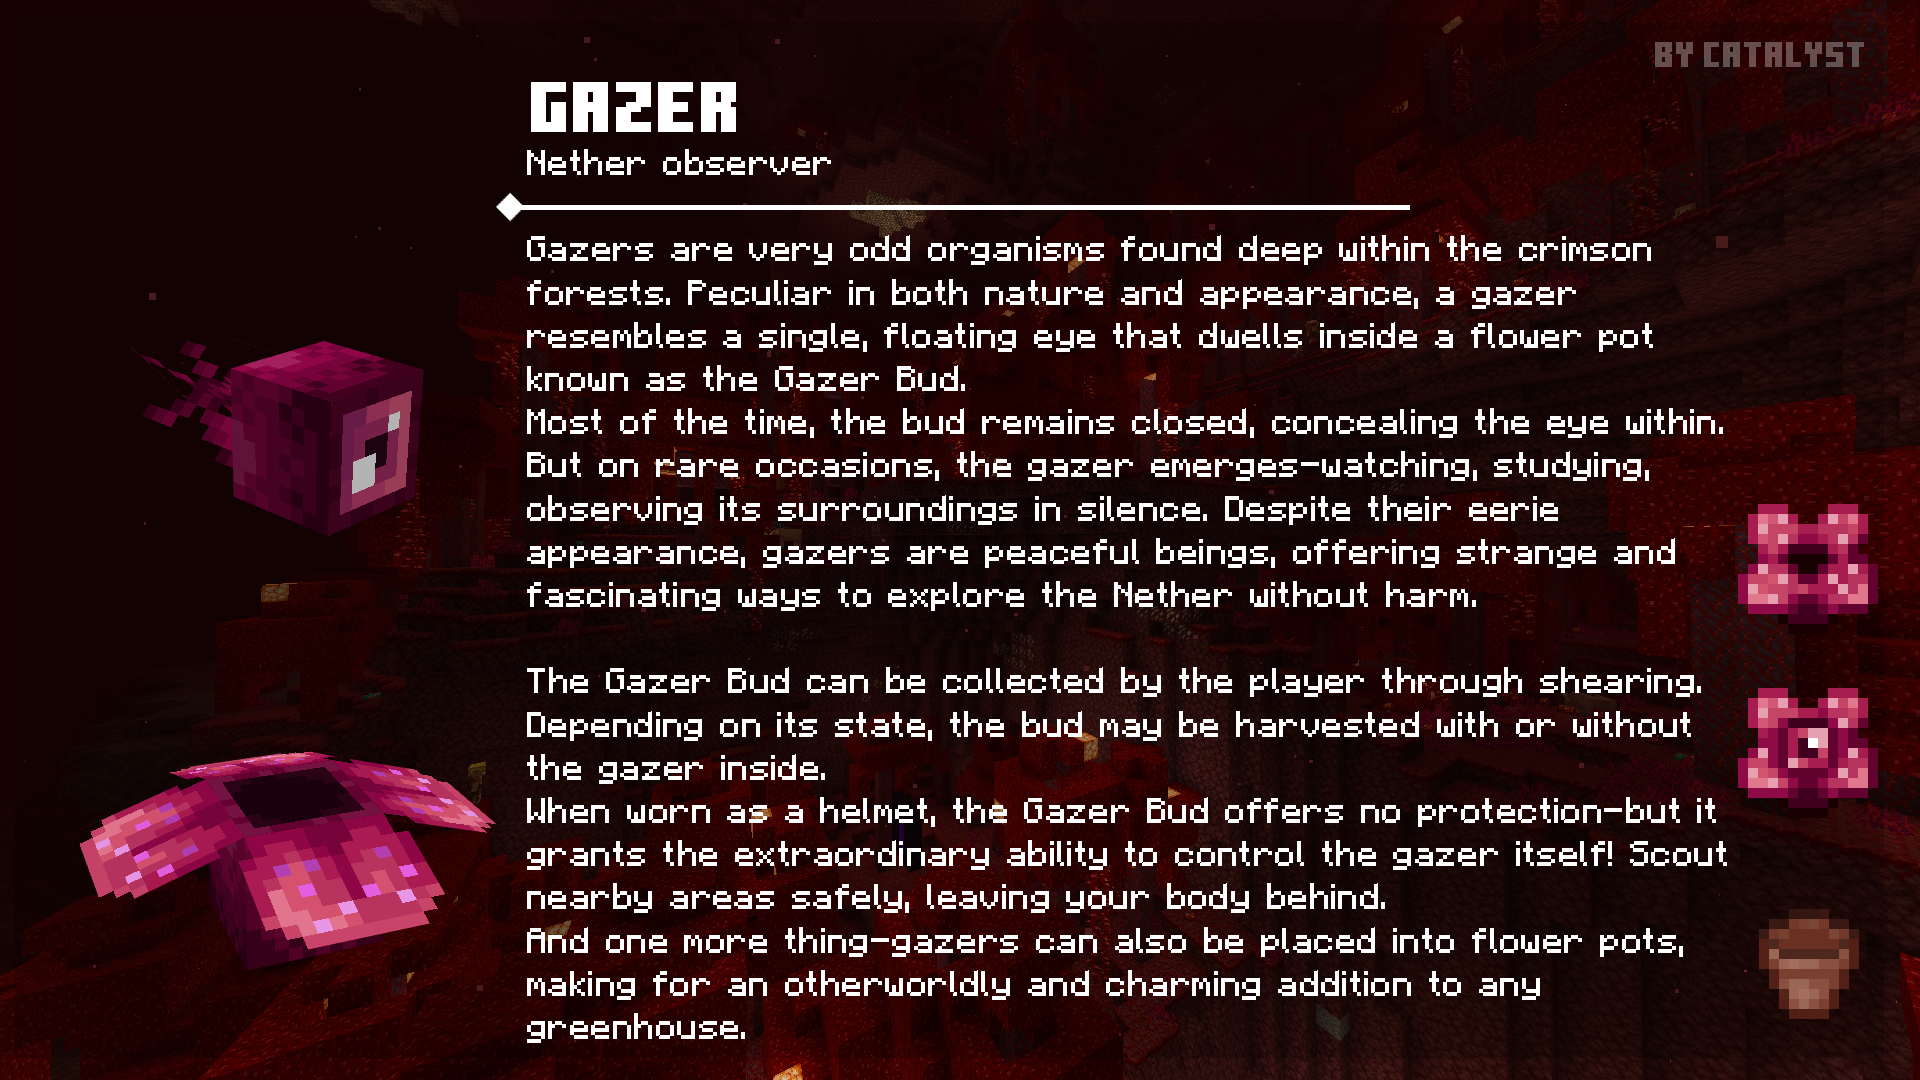 BY CATALYST
GAZER
Nether observer
Gazers are very odd organisms found deep within the crimson
forests. Peculiar in both nature and appearance, a gazer
resembles a single, floating eye that dwells inside a flower pot
known as the Gazer Bud.
Most of the time, the bud remains closed, concealing the eye within.
But on rare occasions, the gazer emerges-watching, studying,
observing its surroundings in silence. Despite their eerie
appearance, gazers are peaceful beings, offering strange and
fascinating ways to explore the Nether without harm.
The Gazer Bud can be collected by the player through shearing.
Depending on its state, the bud may be harvested with or without
the gazer inside.
When worn as a helmet, the Gazer Bud offers no protection-but it
grants the extraordinary ability to control the gazer itself! Scout
nearby areas safely, leaving your body behind.
And one more thing-gazers can also be placed into flower pots,
making for an otherworldly and charming addition to any
greenhouse.